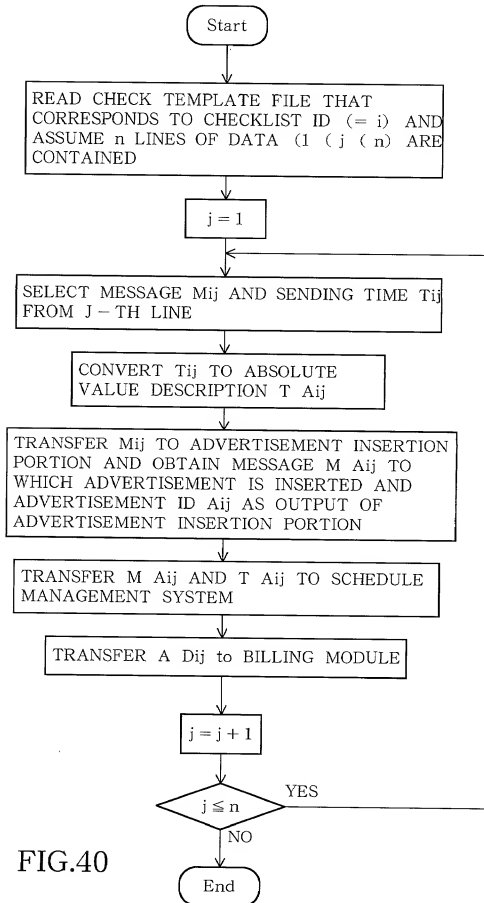 Start
READ CHECK TEMPLATE FILE THAT
CORRESPONDS TO CHECKLIST ID (= i) AND
ASSUME n LINES OF DATA (1 ( j ( n) ARE
CONTAINED
j = 1
SELECT MESSAGE Mij AND SENDING TIME Tij
FROM J – TH LINE
CONVERT Tij TO ABSOLUTE
VALUE DESCRIPTION T Aij
TRANSFER Mij TO ADVERTISEMENT INSERTION
PORTION AND OBTAIN MESSAGE M Aij TO
WHICH ADVERTISEMENT IS INSERTED AND
ADVERTISEMENT ID Aij AS OUTPUT OF
ADVERTISEMENT INSERTION PORTION
TRANSFER M Aij AND T Aij TO SCHEDULE
MANAGEMENT SYSTEM
TRANSFER A Dij to BILLING MODULE
j = j + 1
j ≦ n
YES
NO
End
FIG.40